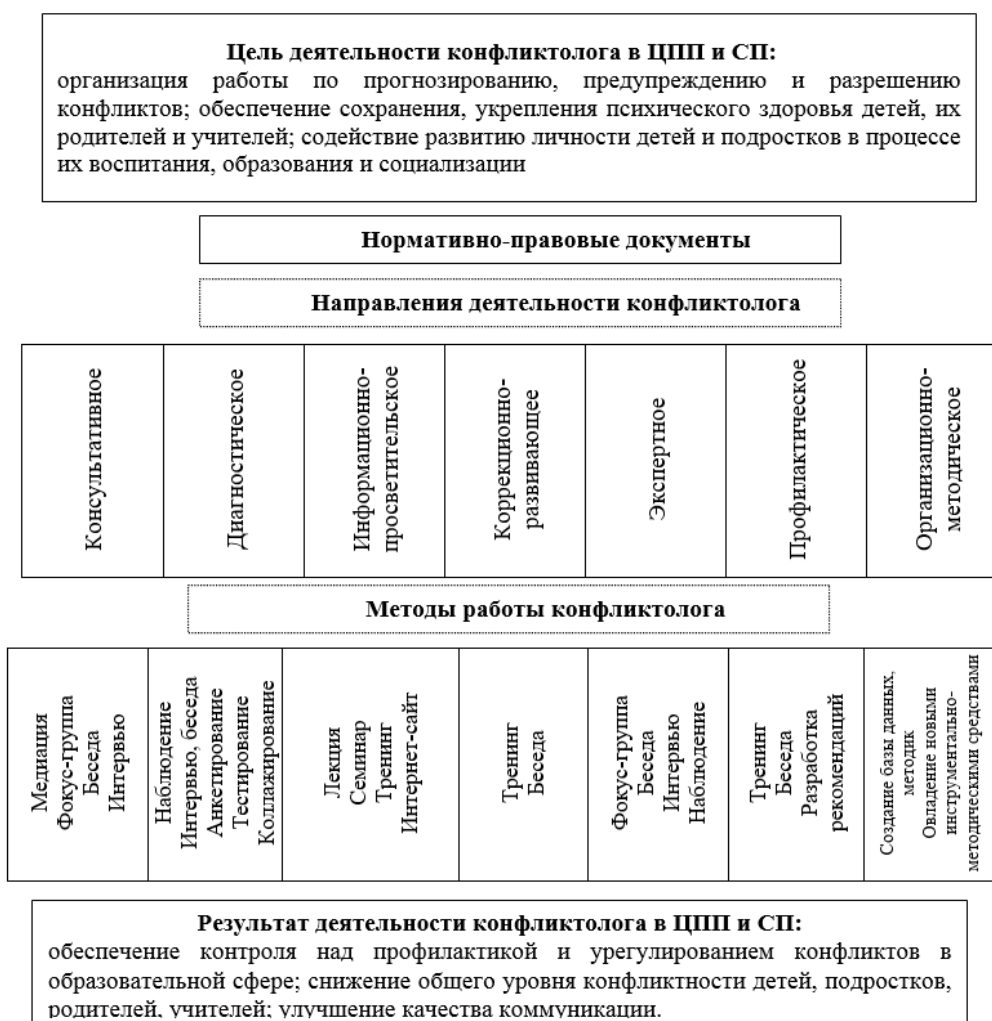 Цель деятельности конфликтолога в ЦПП и СП:
организация работы по прогнозированию, предупреждению и разрешению
конфликтов; обеспечение сохранения, укрепления психического здоровья детей, их
родителей и учителей; содействие развитию личности детей и подростков в процессе
их воспитания, образования и социализации
Нормативно-правовые документы
Направления деятельности конфликтолога
Консультативное
Диагностическое
Информационно-
просветительское
Коррекционно-
развивающее
Экспертное
Профилактическое
Организационно-
методическое
Методы работы конфликтолога
Медиация
Фокус-группа
Беседа
Интервью
Наблюдение
Интервью, беседа
Анкетирование
Тестирование
Коллажирование
Лекция
Семинар
Тренинг
Интернет-сайт
Тренинг
Беседа
Фокус-группа
Беседа
Интервью
Наблюдение
Тренинг
Беседа
Разработка
рекомендаций
Создание базы данных,
методик
Овладение новыми
инструментально-
методическими средствами
Результат деятельности конфликтолога в ЦПП и СП:
обеспечение контроля над профилактикой и урегулированием конфликтов в
образовательной сфере; снижение общего уровня конфликтности детей, подростков,
родителей, учителей; улучшение качества коммуникации.